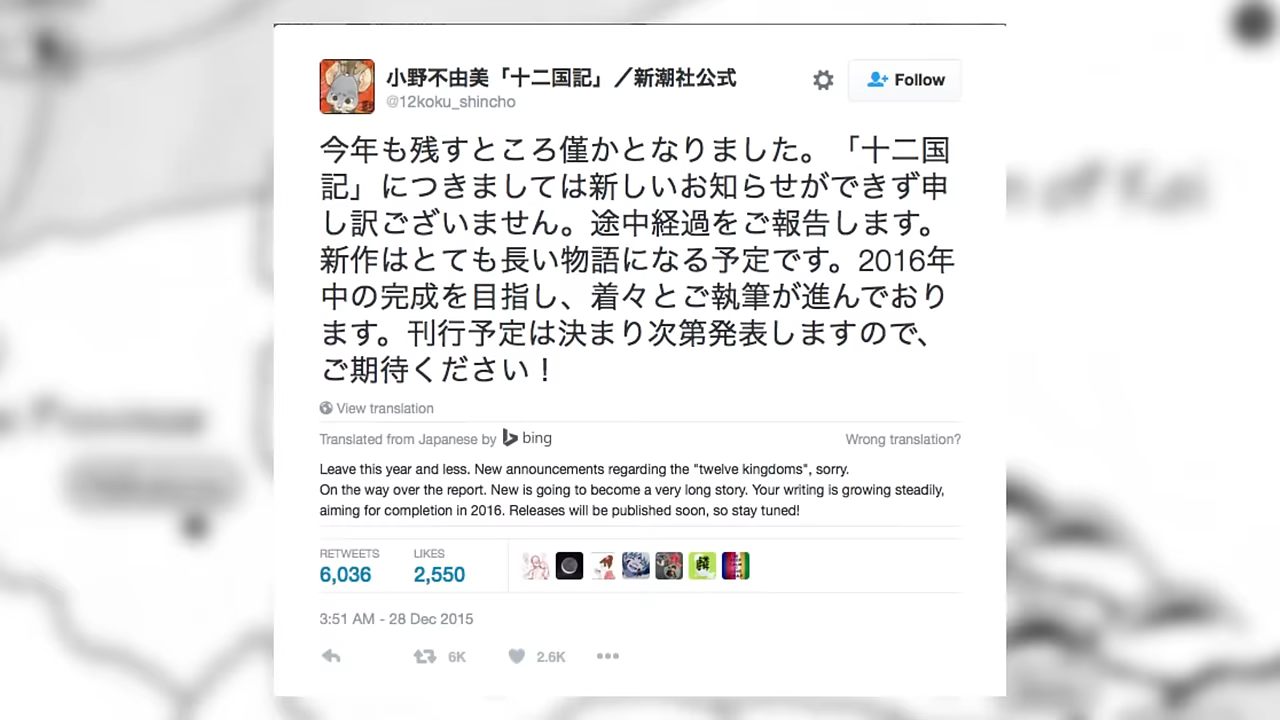 小野不由美「十二国記」／新潮社公式
@12koku_shincho
Follow
今年も残すところ僅かとなりました。「十二国
記」につきましては新しいお知らせができず申
し訳ございません。途中経過をご報告します。
新作はとても長い物語になる予定です。2016年
中の完成を目指し、着々とご執筆が進んでおり
ます。刊行予定は決まり次第発表しますので、
ご期待ください！
View translation
Translated from Japanese by bing
Wrong translation?
Leave this year and less. New announcements regarding the "twelve kingdoms", sorry.
On the way over the report. New is going to become a very long story. Your writing is growing steadily,
aiming for completion in 2016. Releases will be published soon, so stay tuned!
RETWEETS LIKES
6,036 2,550
3:51 AM - 28 Dec 2015
6K 2.6K